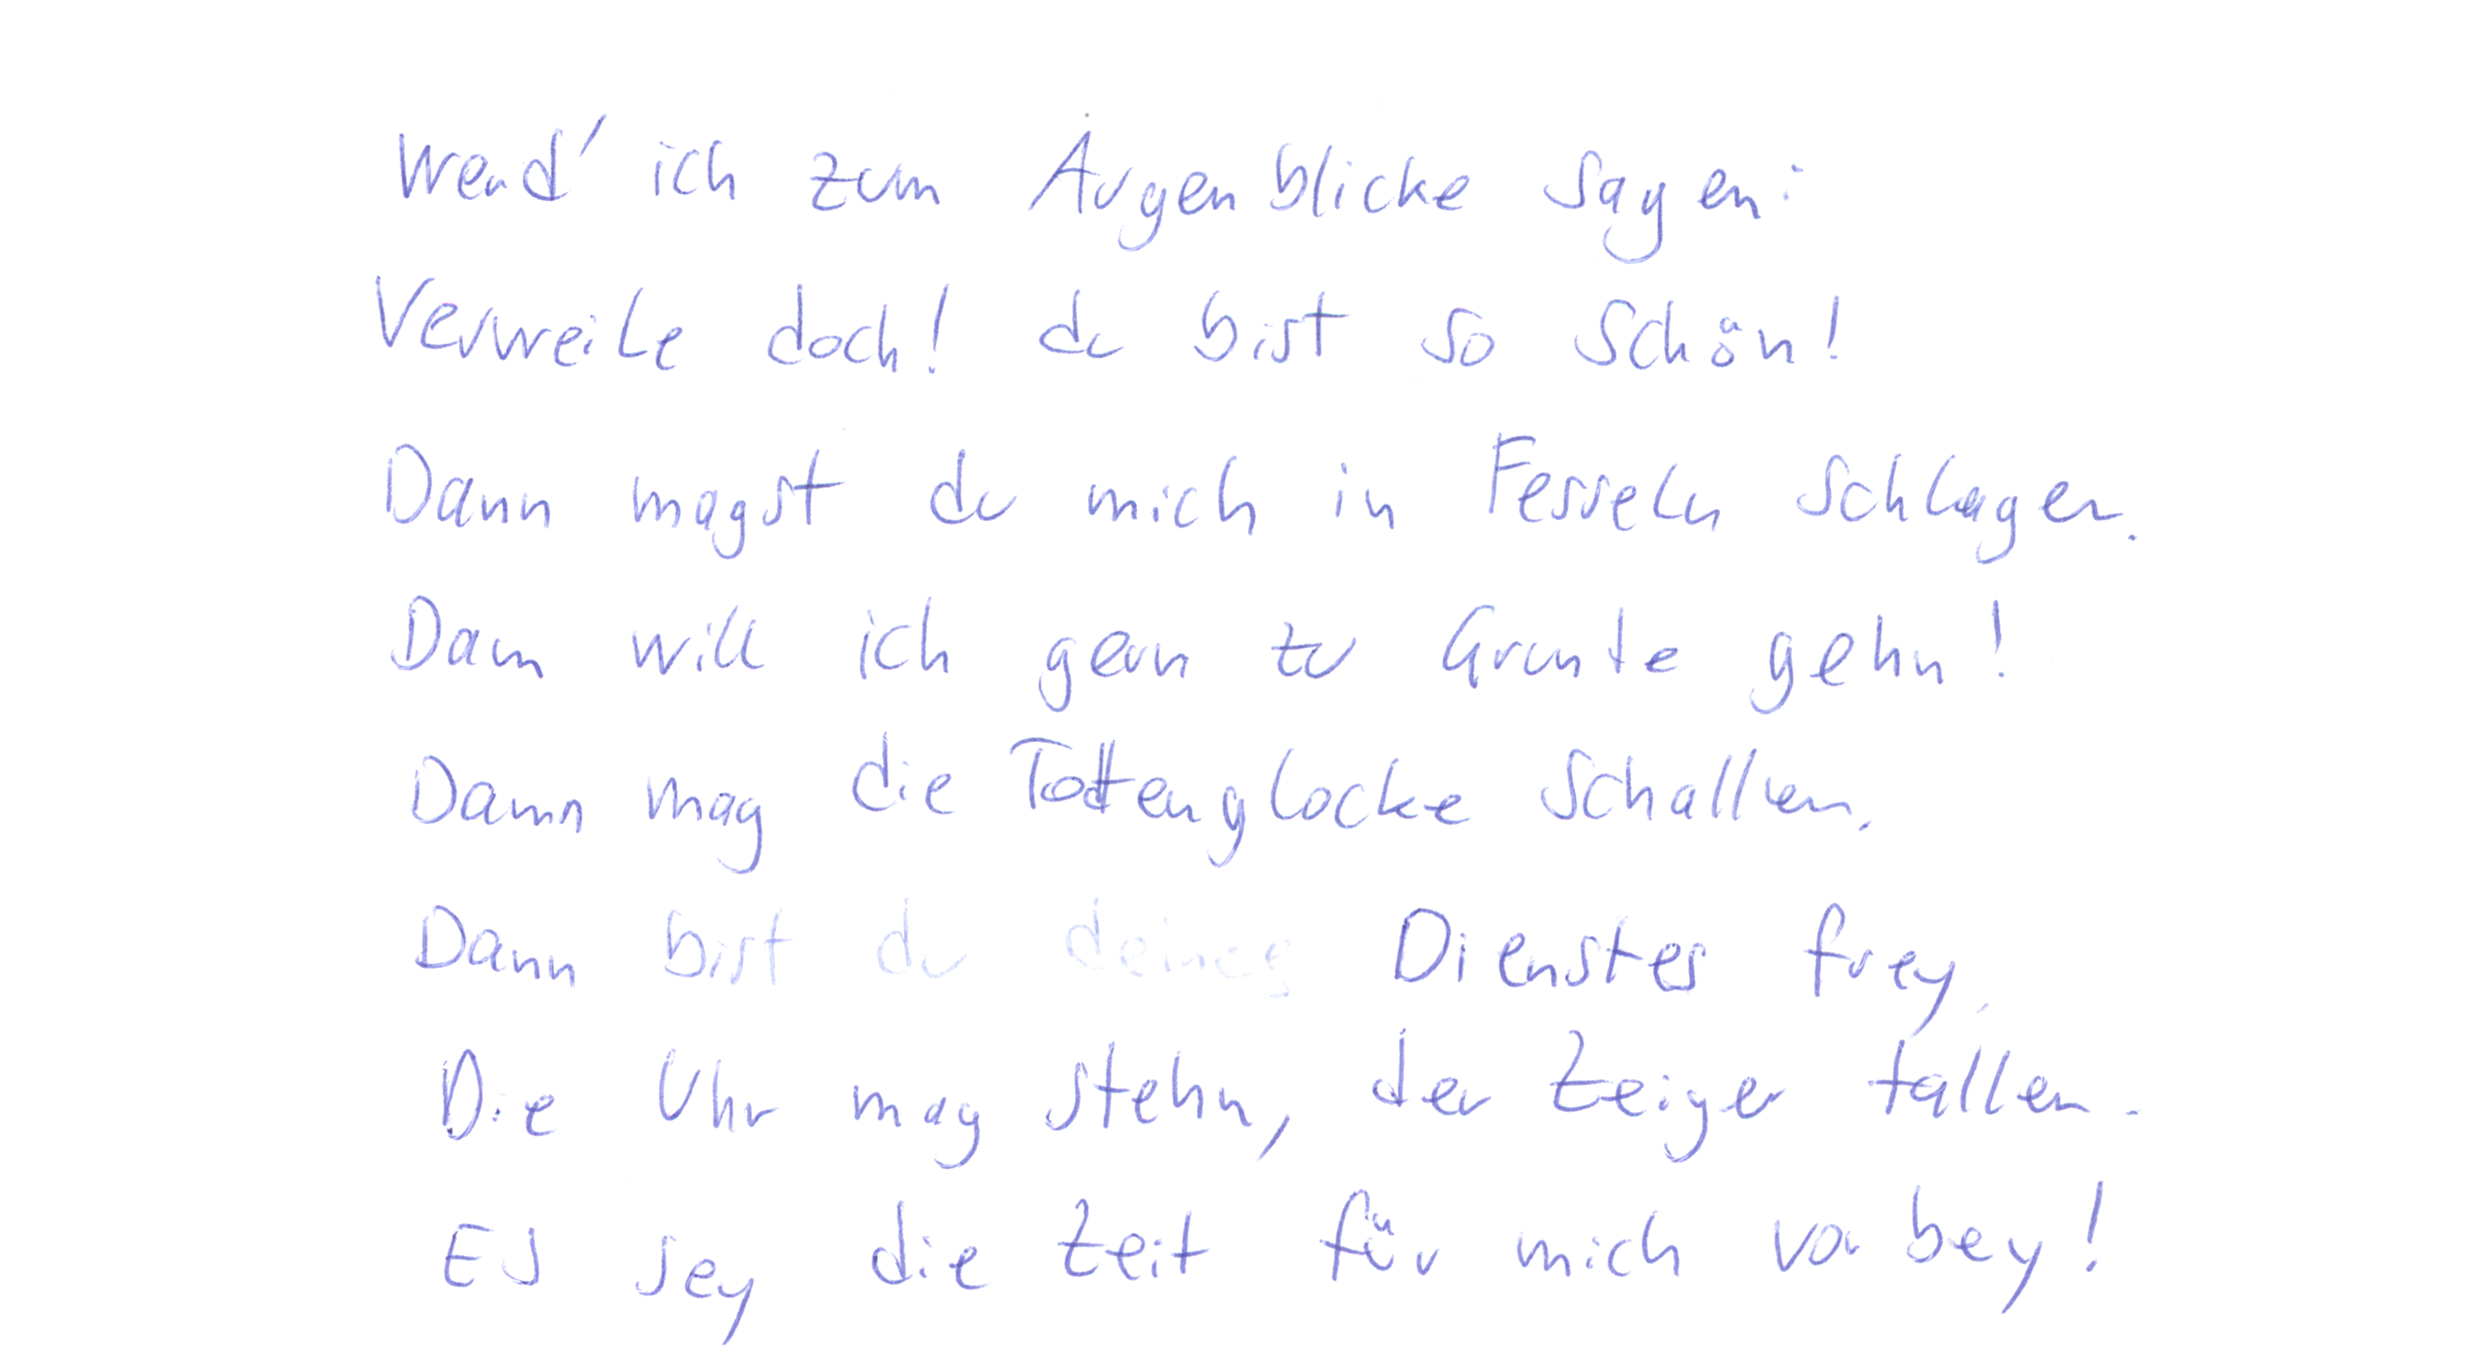 Werd' ich zum Augenblicke sagen:
Verweile doch! du bist so schön!
Dann magst du mich in Fesseln schlagen.
Dann will ich gern zu Grunte gehn!
Dann mag die Tottenglocke schallen.
Dann bist du deines Dienstes frey,
Die Uhr mag stehn, der Zeiger fallen.
Es sey die Zeit für mich vorbey!